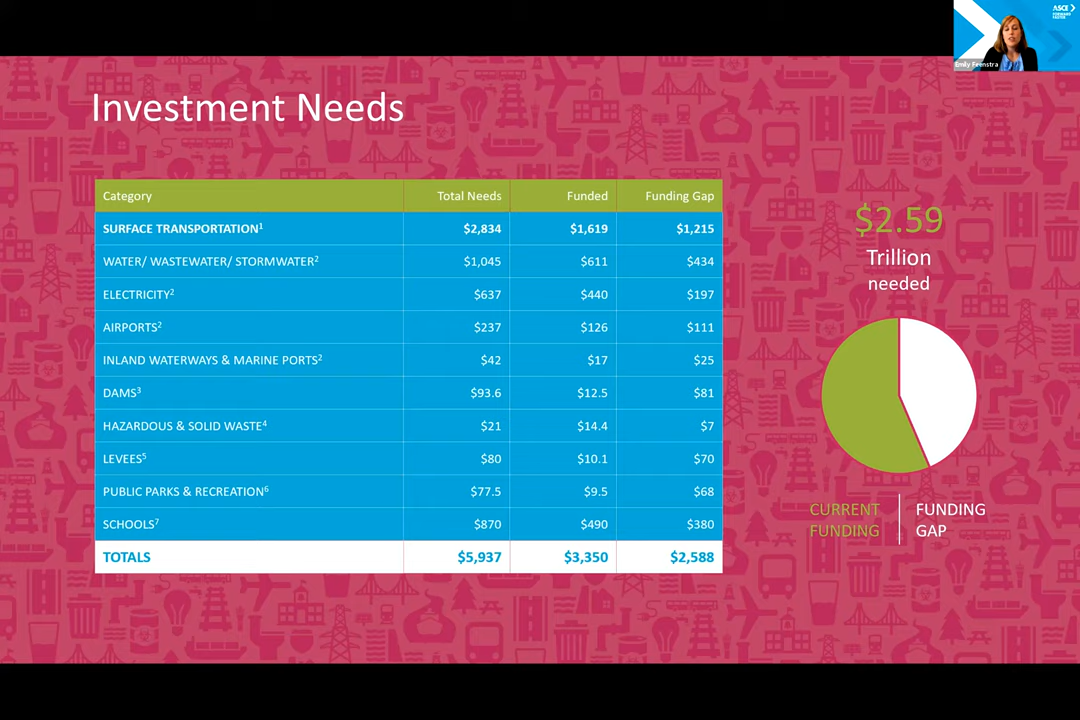 ASCE
FORWARD
FASTER
Emily Feenstra
Investment Needs
Category Total Needs Funded Funding Gap
SURFACE TRANSPORTATION¹ $2,834 $1,619 $1,215
WATER/ WASTEWATER/ STORMWATER² $1,045 $611 $434
ELECTRICITY² $637 $440 $197
AIRPORTS² $237 $126 $111
INLAND WATERWAYS & MARINE PORTS² $42 $17 $25
DAMS³ $93.6 $12.5 $81
HAZARDOUS & SOLID WASTE⁴ $21 $14.4 $7
LEVEES⁵ $80 $10.1 $70
PUBLIC PARKS & RECREATION⁶ $77.5 $9.5 $68
SCHOOLS⁷ $870 $490 $380
TOTALS $5,937 $3,350 $2,588
$2.59
Trillion
needed
CURRENT
FUNDING
FUNDING
GAP